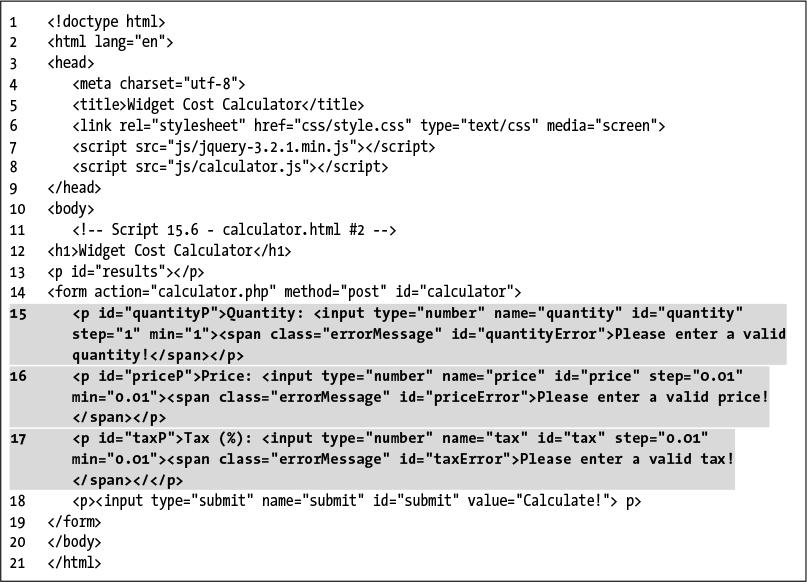 1 <!doctype html>
2 <html lang="en">
3 <head>
4 <meta charset="utf-8">
5 <title>Widget Cost Calculator</title>
6 <link rel="stylesheet" href="css/style.css" type="text/css" media="screen">
7 <script src="js/jquery-3.2.1.min.js"></script>
8 <script src="js/calculator.js"></script>
9 </head>
10 <body>
11 <!-- Script 15.6 - calculator.html #2 -->
12 <h1>Widget Cost Calculator</h1>
13 <p id="results"></p>
14 <form action="calculator.php" method="post" id="calculator">
15 <p id="quantityP">Quantity: <input type="number" name="quantity" id="quantity"
step="1" min="1"><span class="errorMessage" id="quantityError">Please enter a valid
quantity!</span></p>
16 <p id="priceP">Price: <input type="number" name="price" id="price" step="0.01"
min="0.01"><span class="errorMessage" id="priceError">Please enter a valid price!
</span></p>
17 <p id="taxP">Tax (%): <input type="number" name="tax" id="tax" step="0.01"
min="0.01"><span class="errorMessage" id="taxError">Please enter a valid tax!
</span></</p>
18 <p><input type="submit" name="submit" id="submit" value="Calculate!"> p>
19 </form>
20 </body>
21 </html>